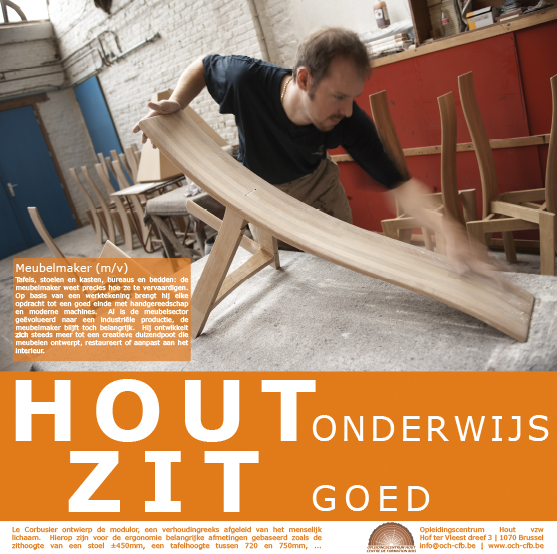 Meubelmaker (m/v)
Tafels, stoelen en kasten, bureaus en bedden: de
meubelmaker weet precies hoe ze te vervaardigen.
Op basis van een werktekening brengt hij elke
opdracht tot een goed einde met handgereedschap
en moderne machines. Al is de meubelsector
geëvolueerd naar een industriële productie, de
meubelmaker blijft toch belangrijk. Hij ontwikkelt
zich steeds meer tot een creatieve duizendpoot die
meubelen ontwerpt, restaureert of aanpast aan het
interieur.
HOUT ONDERWIJS
ZIT GOED
Le Corbusier ontwierp de modulor, een verhoudingreeks afgeleid van het menselijk
lichaam. Hierop zijn voor de ergonomie belangrijke afmetingen gebaseerd zoals de
zithoogte van een stoel ±450mm, een tafelhoogte tussen 720 en 750mm, ...
OPLEIDINGSCENTRUM HOUT
CENTRE DE FORMATION BOIS
Opleidingscentrum Hout vzw
Hof ter Vleest dreef 3 | 1070 Brussel
info@och-cfb.be | www.och-cfb.be